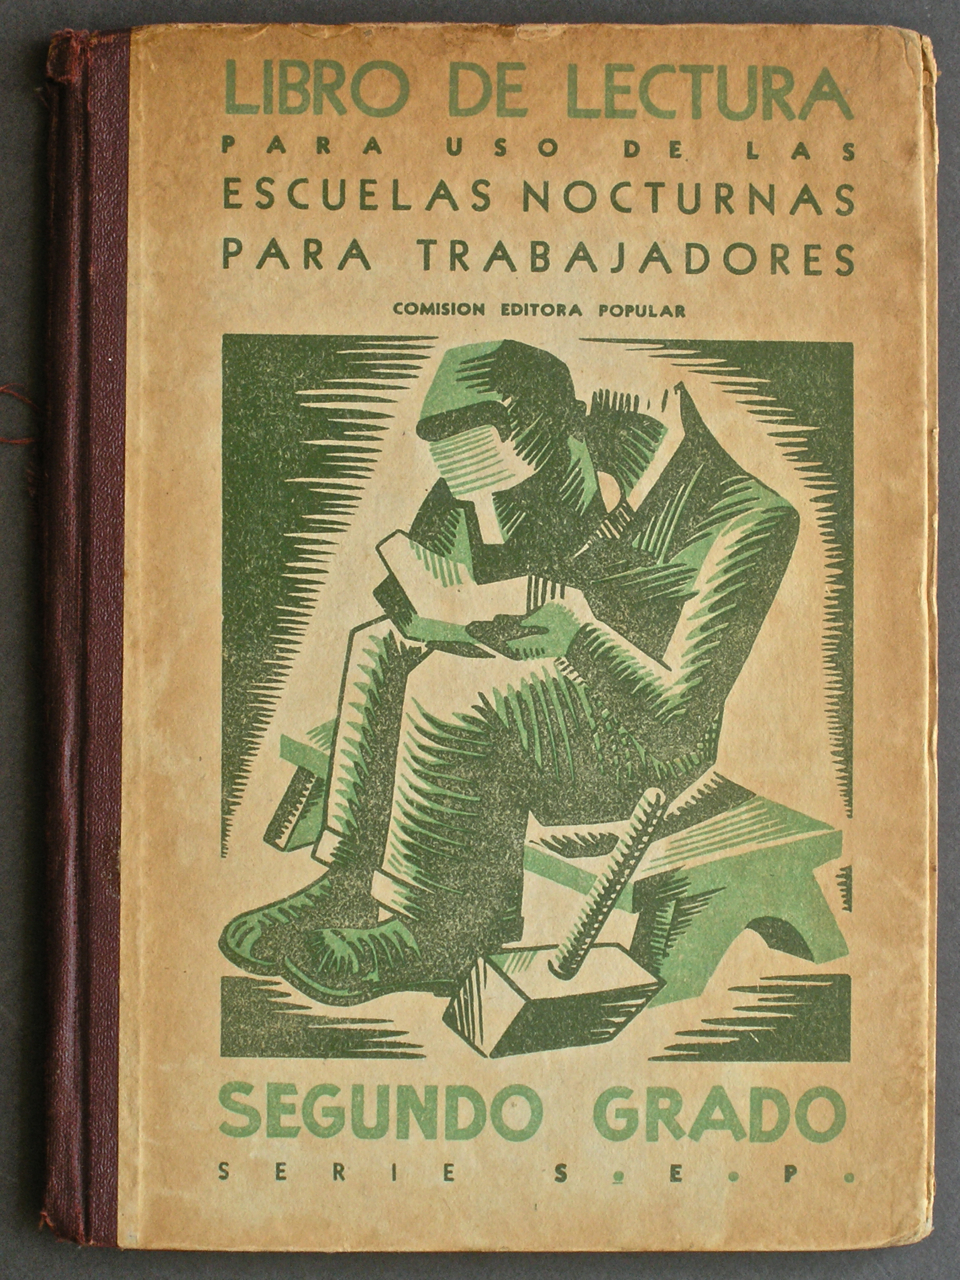 LIBRO DE LECTURA
PARA USO DE LAS
ESCUELAS NOCTURNAS
PARA TRABAJADORES
COMISION EDITORA POPULAR
SEGUNDO GRADO
SERIE S.E.P.